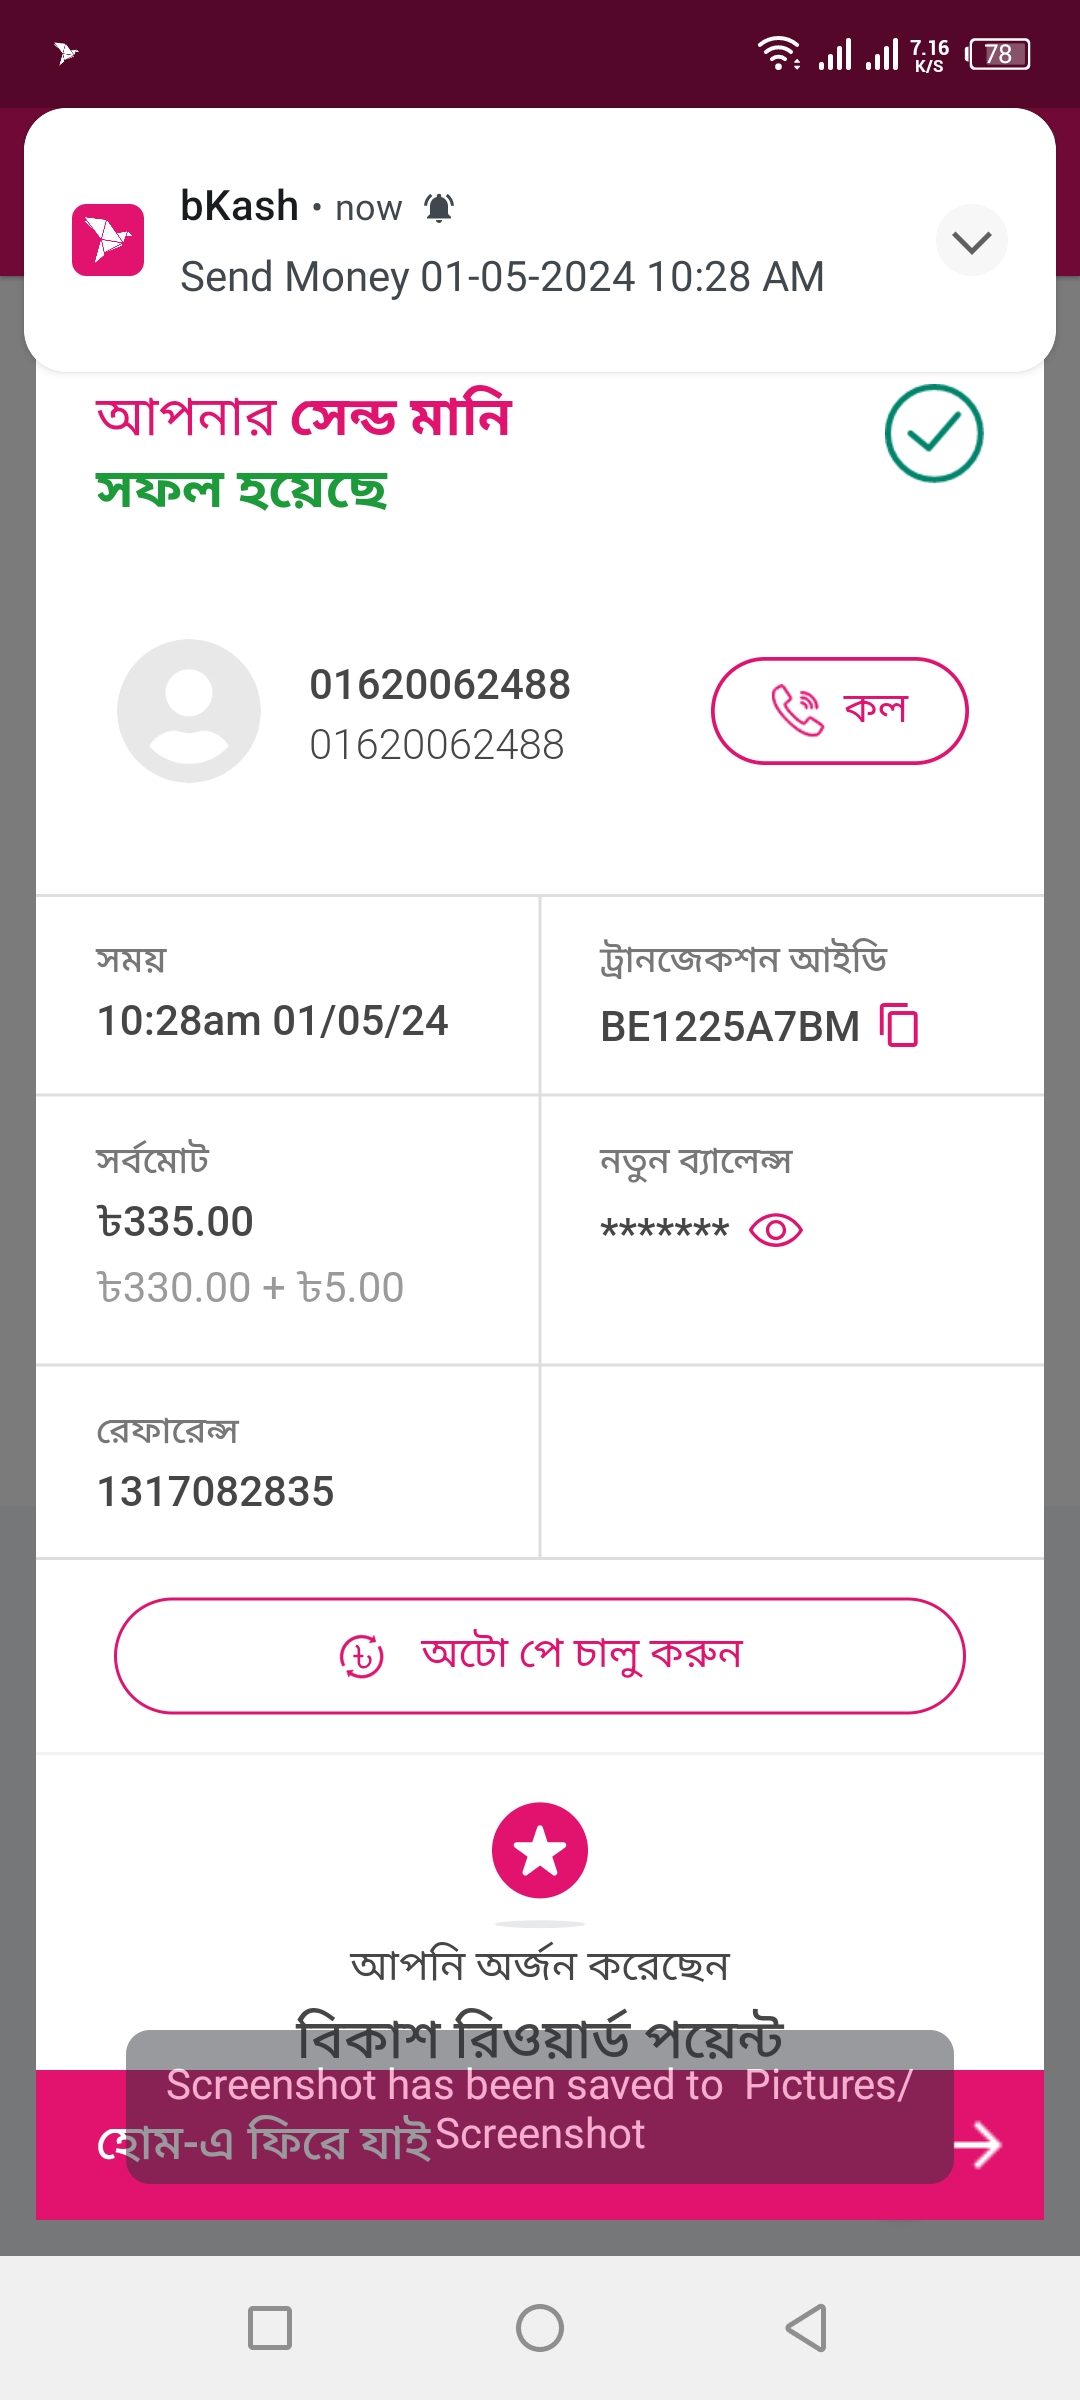 7.16
K/S
78
bKash • now
Send Money 01-05-2024 10:28 AM
আপনার সেন্ড মানি
সফল হয়েছে
01620062488
01620062488
কল
সময়
10:28am 01/05/24
ট্রানজেকশন আইডি
BE1225A7BM
সর্বমোট
৳335.00
৳330.00 + ৳5.00
নতুন ব্যালেন্স
*******
রেফারেন্স
1317082835
অটো পে চালু করুন
আপনি অর্জন করেছেন
বিকাশ রিওয়ার্ড পয়েন্ট
Screenshot has been saved to Pictures/
Screenshot
হোম-এ ফিরে যাই